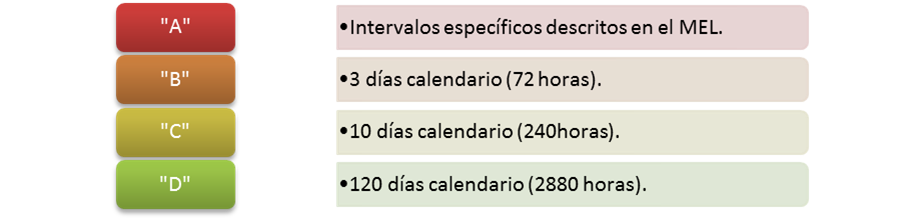 "A" •Intervalos específicos descritos en el MEL.
"B" •3 días calendario (72 horas).
"C" •10 días calendario (240horas).
"D" •120 días calendario (2880 horas).